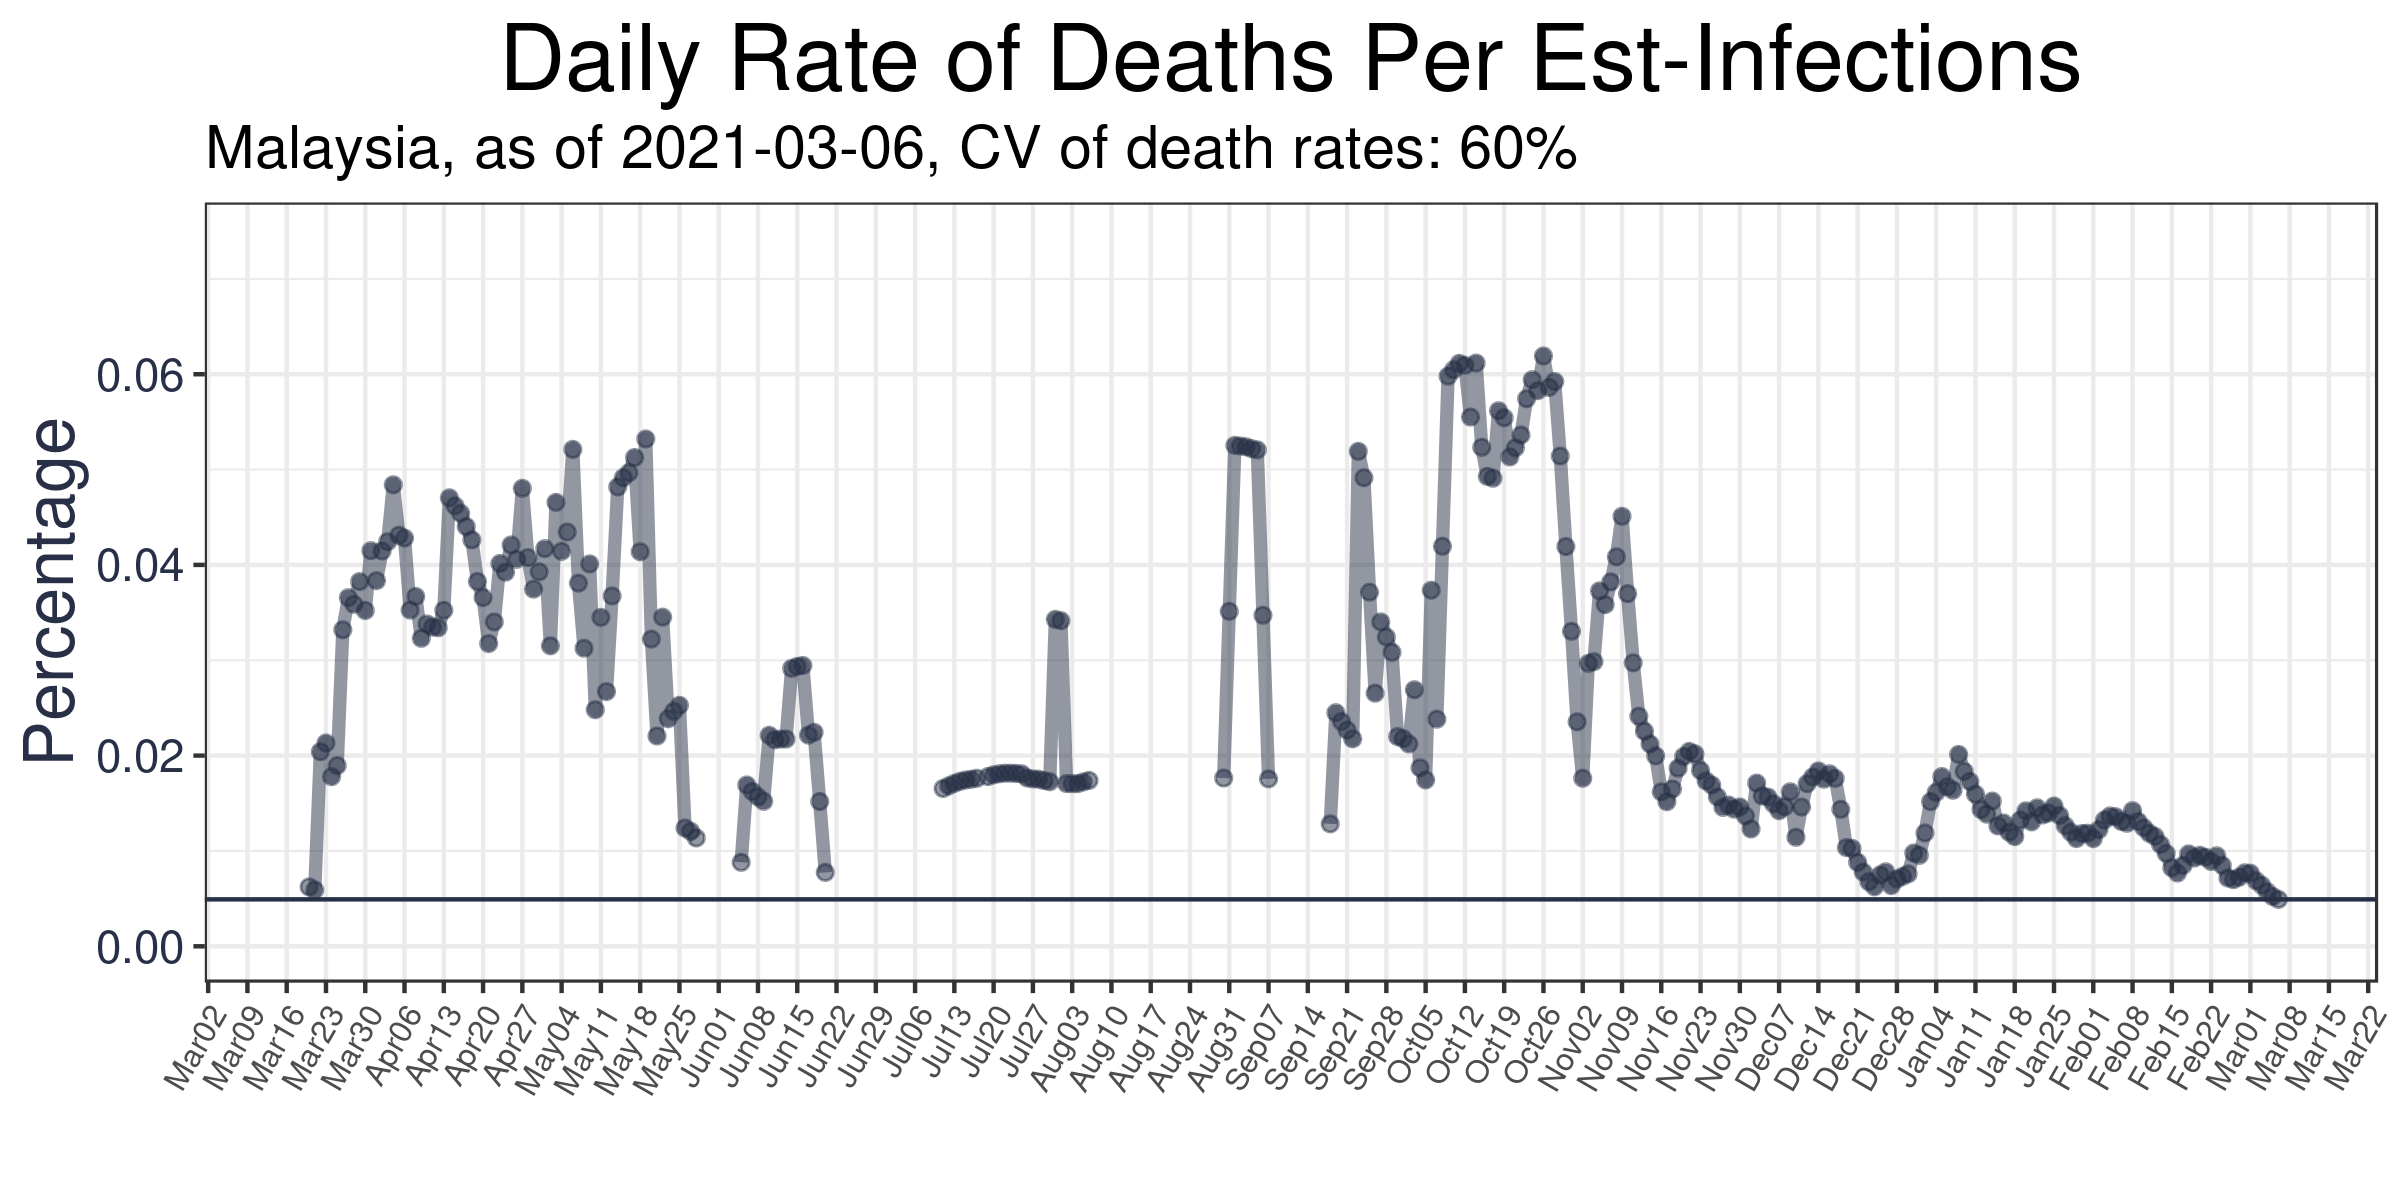 Daily Rate of Deaths Per Est-Infections
Malaysia, as of 2021-03-06, CV of death rates: 60%
Percentage
0.06
0.04
0.02
0.00
Mar02
Mar09
Mar16
Mar23
Mar30
Apr06
Apr13
Apr20
Apr27
May04
May11
May18
May25
Jun01
Jun08
Jun15
Jun22
Jun29
Jul06
Jul13
Jul20
Jul27
Aug03
Aug10
Aug17
Aug24
Aug31
Sep07
Sep14
Sep21
Sep28
Oct05
Oct12
Oct19
Oct26
Nov02
Nov09
Nov16
Nov23
Nov30
Dec07
Dec14
Dec21
Dec28
Jan04
Jan11
Jan18
Jan25
Feb01
Feb08
Feb15
Feb22
Mar01
Mar08
Mar15
Mar22